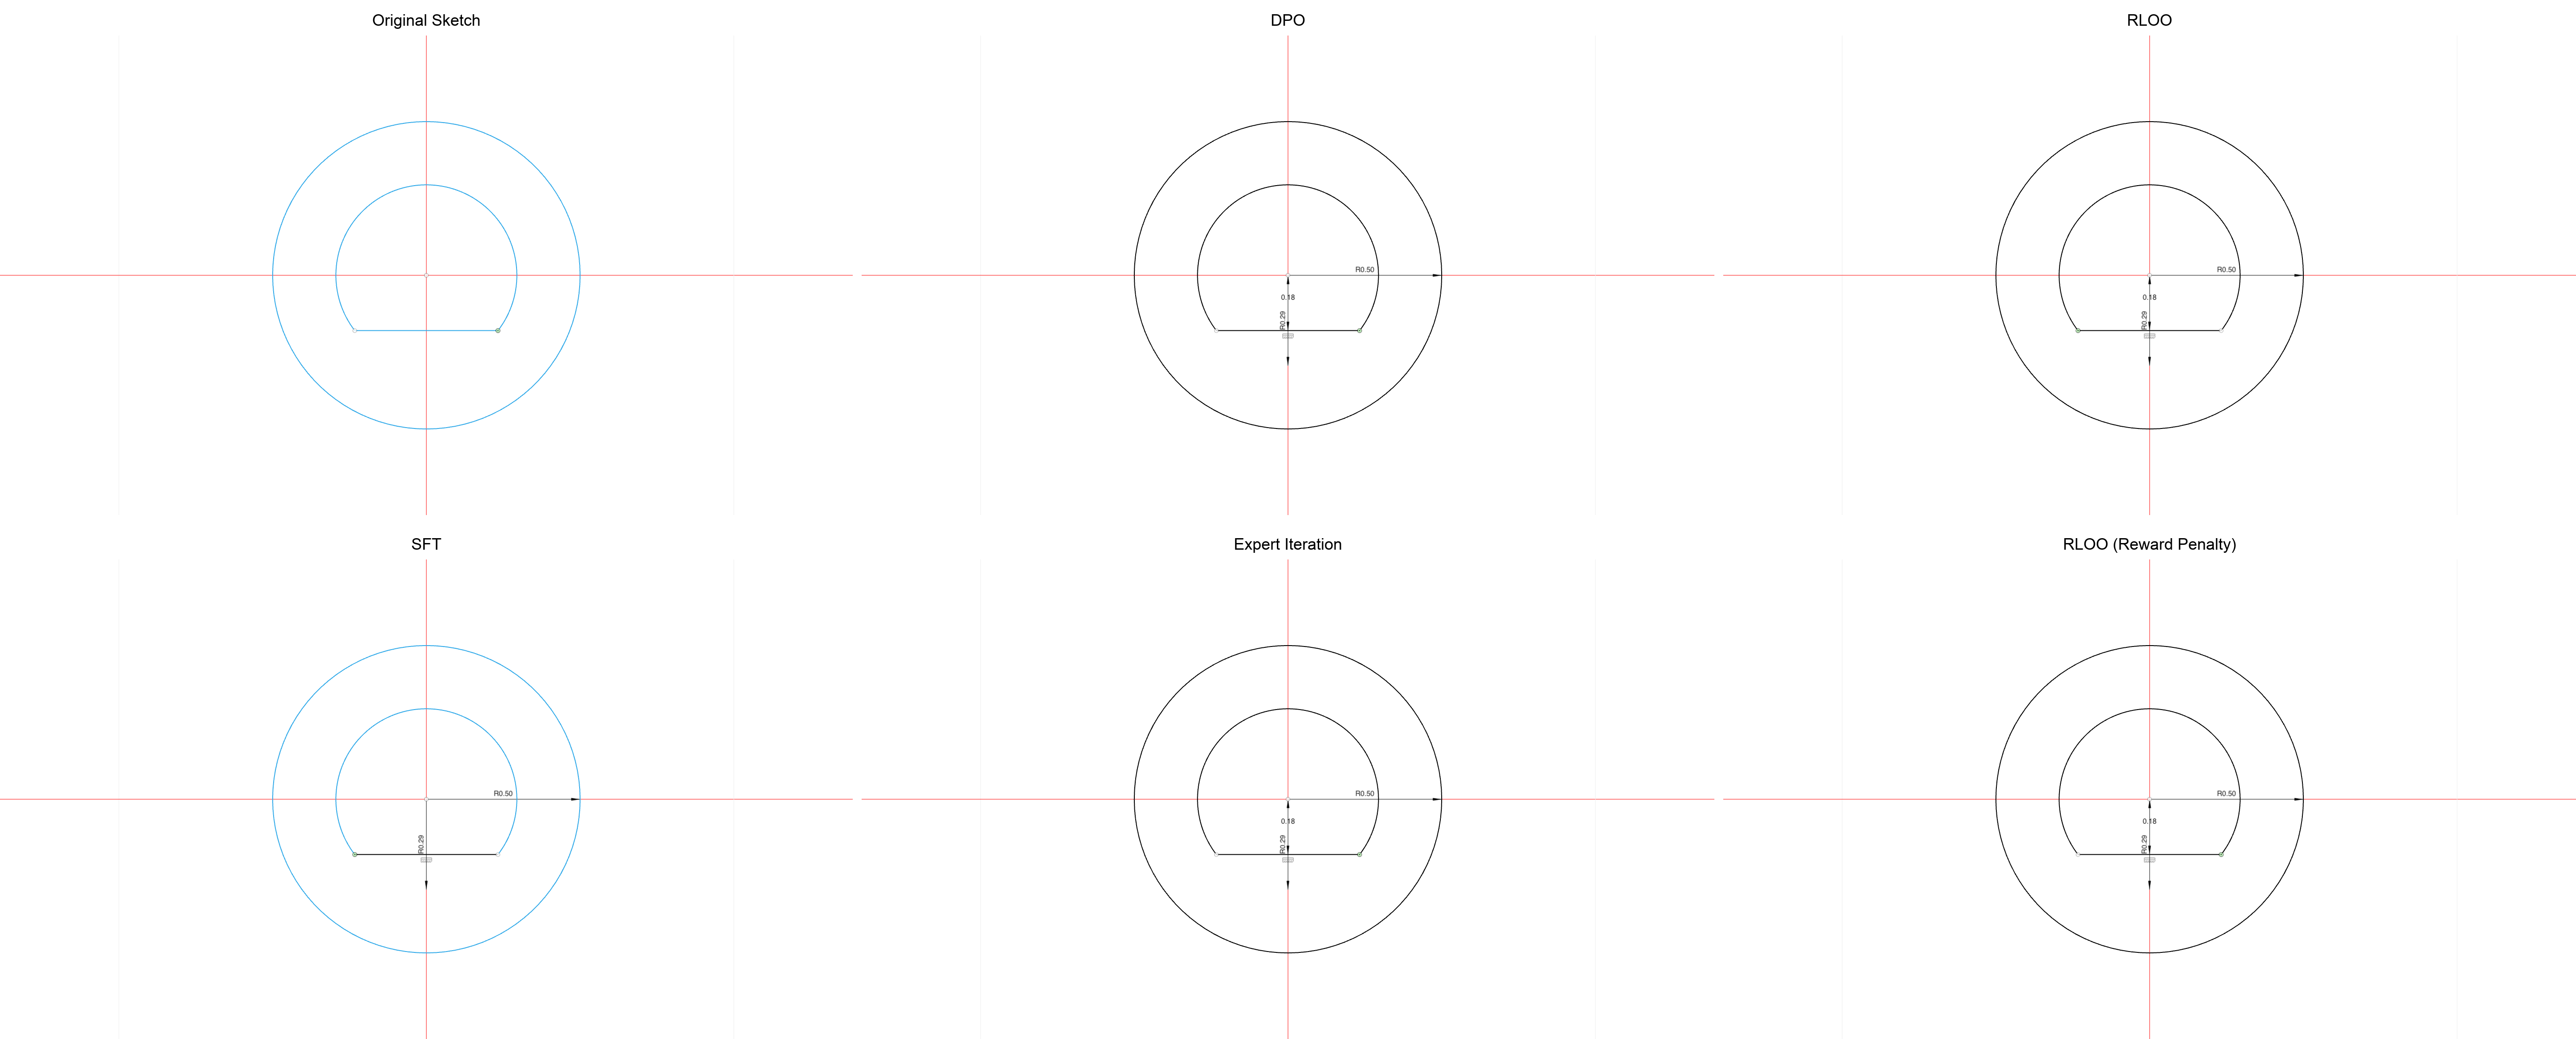 Original Sketch
DPO
RLOO
R0.50
0.18
R0.29
R0.50
0.18
R0.29
SFT
Expert Iteration
RLOO (Reward Penalty)
R0.50
R0.29
R0.50
0.18
R0.29
R0.50
0.18
R0.29